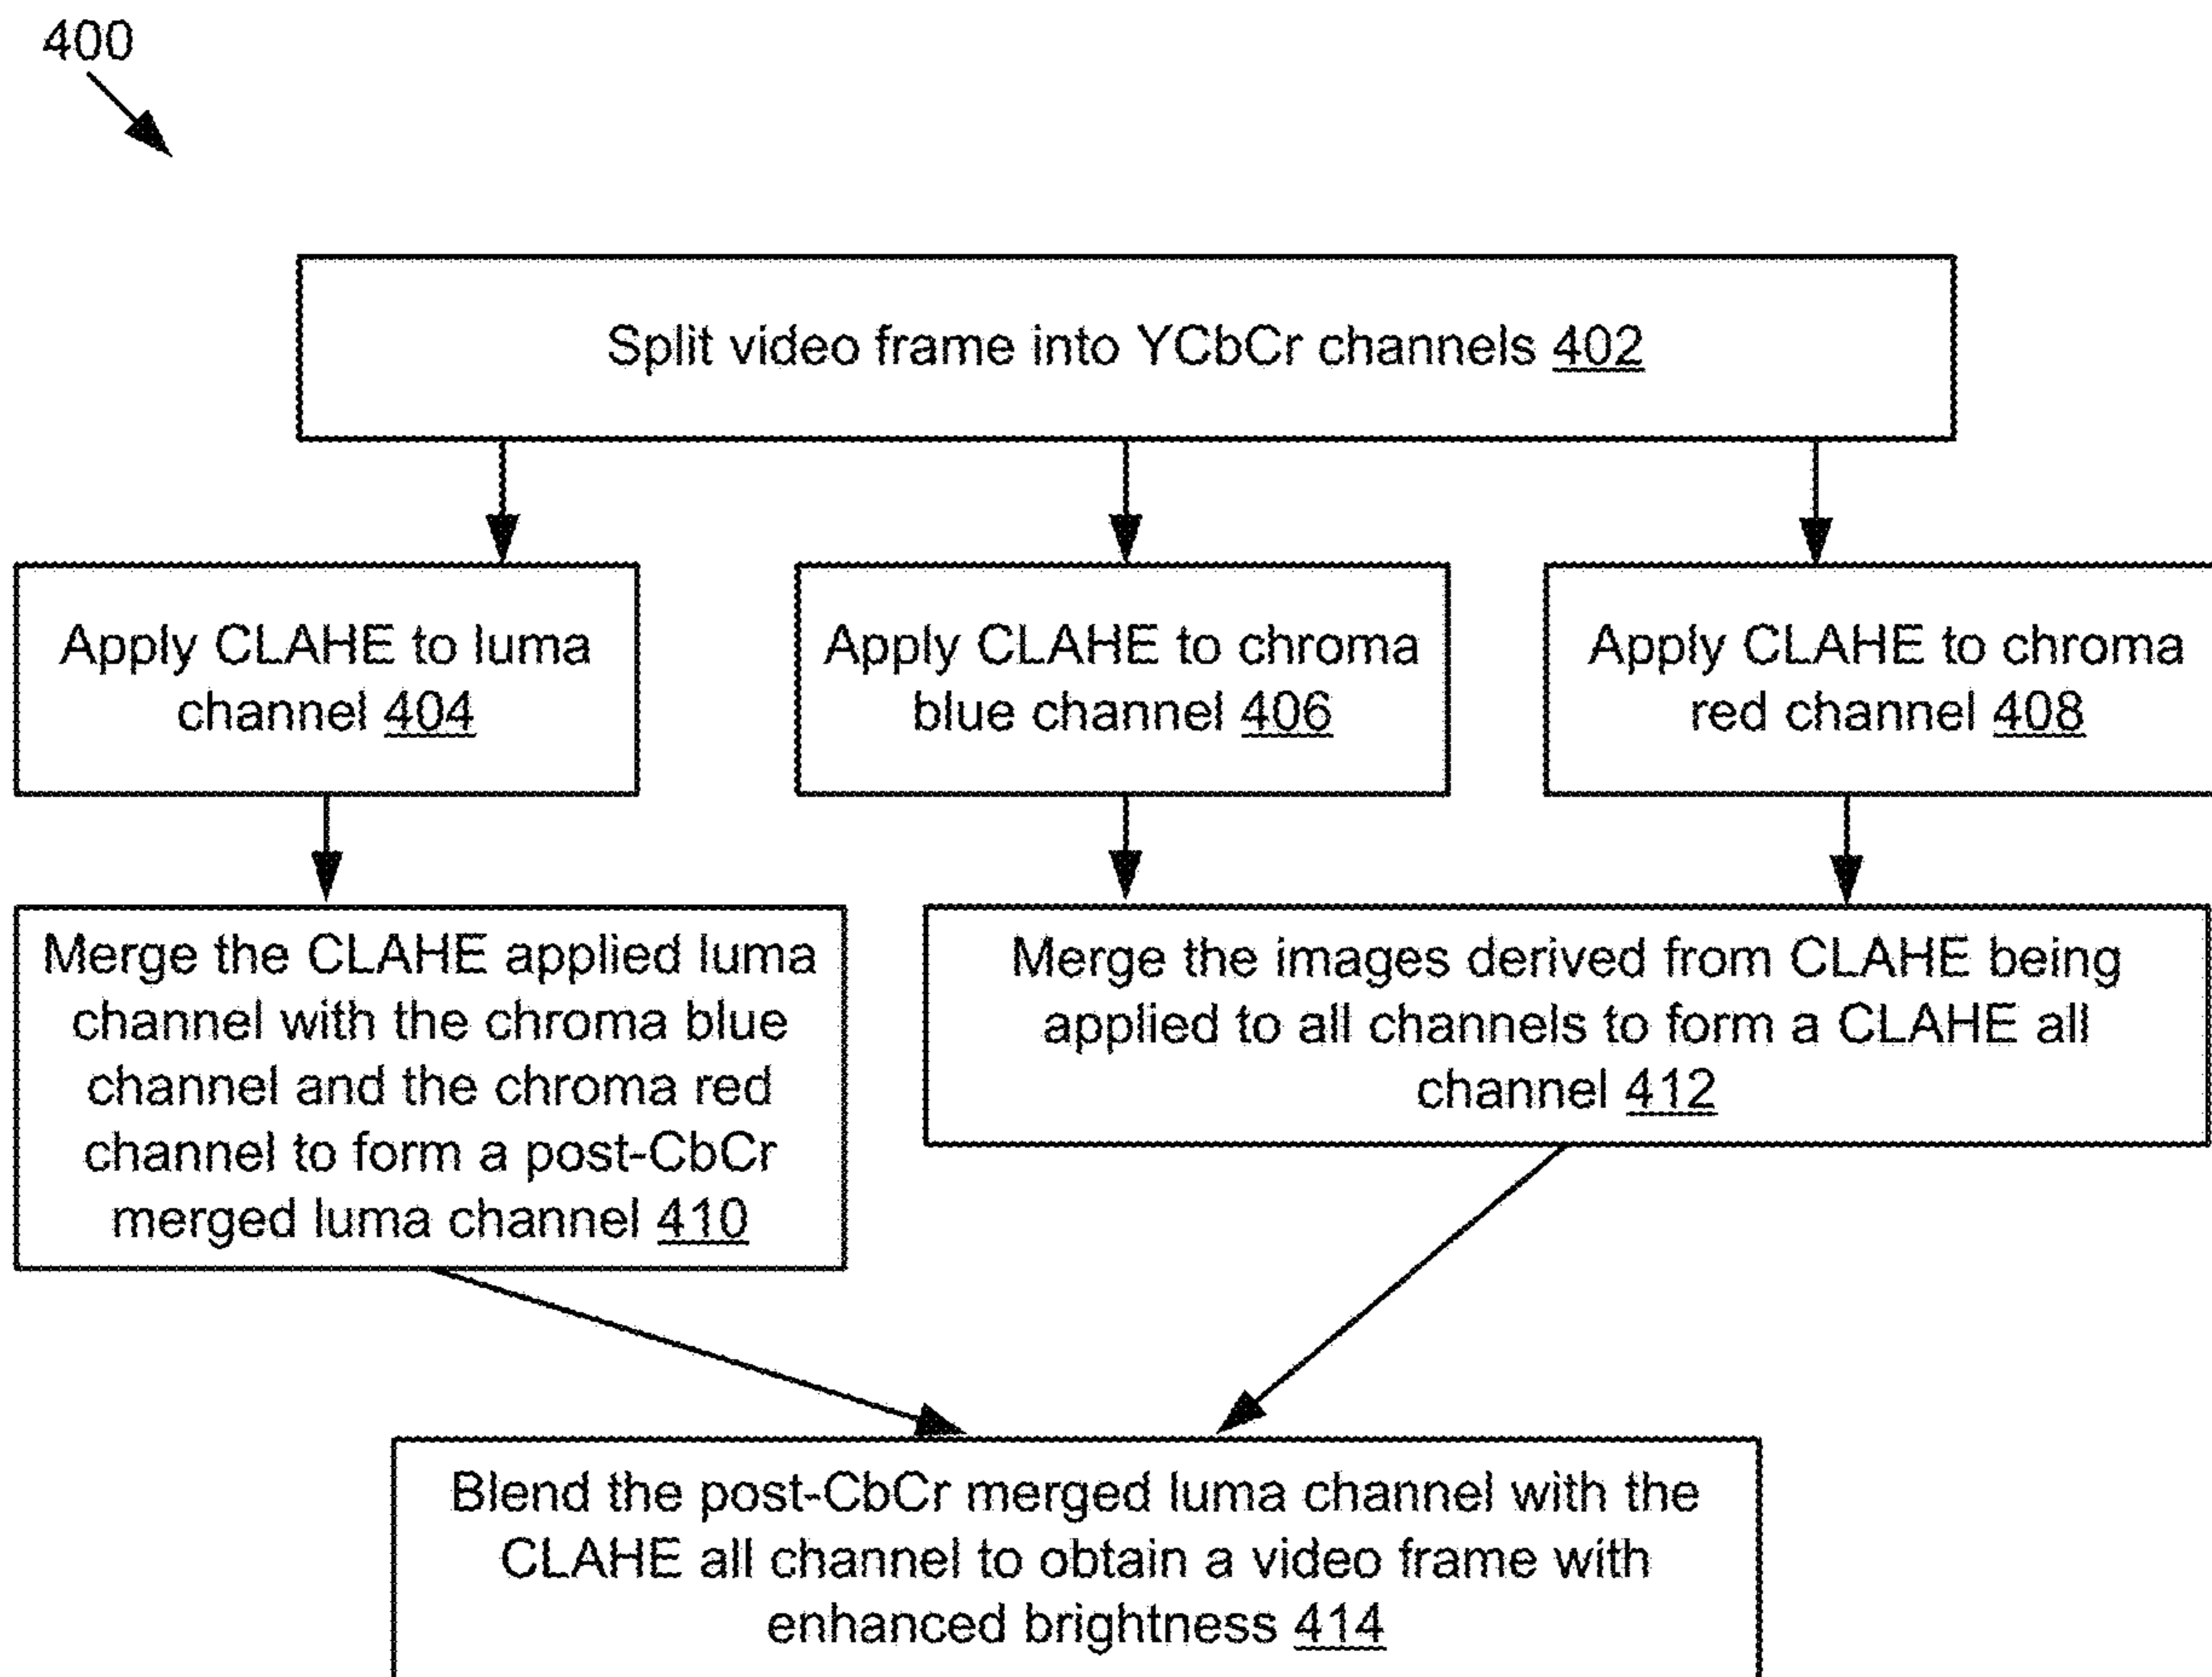 400
Split video frame into YCbCr channels 402
Apply CLAHE to luma
channel 404
Apply CLAHE to chroma
blue channel 406
Apply CLAHE to chroma
red channel 408
Merge the CLAHE applied luma
channel with the chroma blue
channel and the chroma red
channel to form a post-CbCr
merged luma channel 410
Merge the images derived from CLAHE being
applied to all channels to form a CLAHE all
channel 412
Blend the post-CbCr merged luma channel with the
CLAHE all channel to obtain a video frame with
enhanced brightness 414